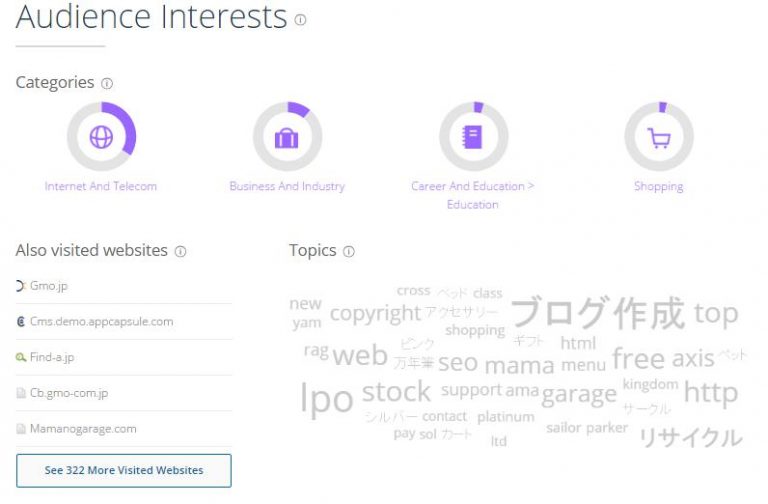 Audience Interests
Categories
Internet And Telecom
Business And Industry
Career And Education >
Education
Shopping
Also visited websites
Gmo.jp
Cms.demo.appcapsule.com
Find-a.jp
Cb.gmo-com.jp
Mamanogarage.com
See 322 More Visited Websites
Topics
cross ベッド class
new copyright アクセサリー ブログ作成 top
yam shopping
rag web ピンク seo mama ギフト html menu free axis ペット
万年筆
lpo stock support ama garage kingdom http
シルバー contact platinum サークル
pay sol カート ltd sailor parker リサイクル